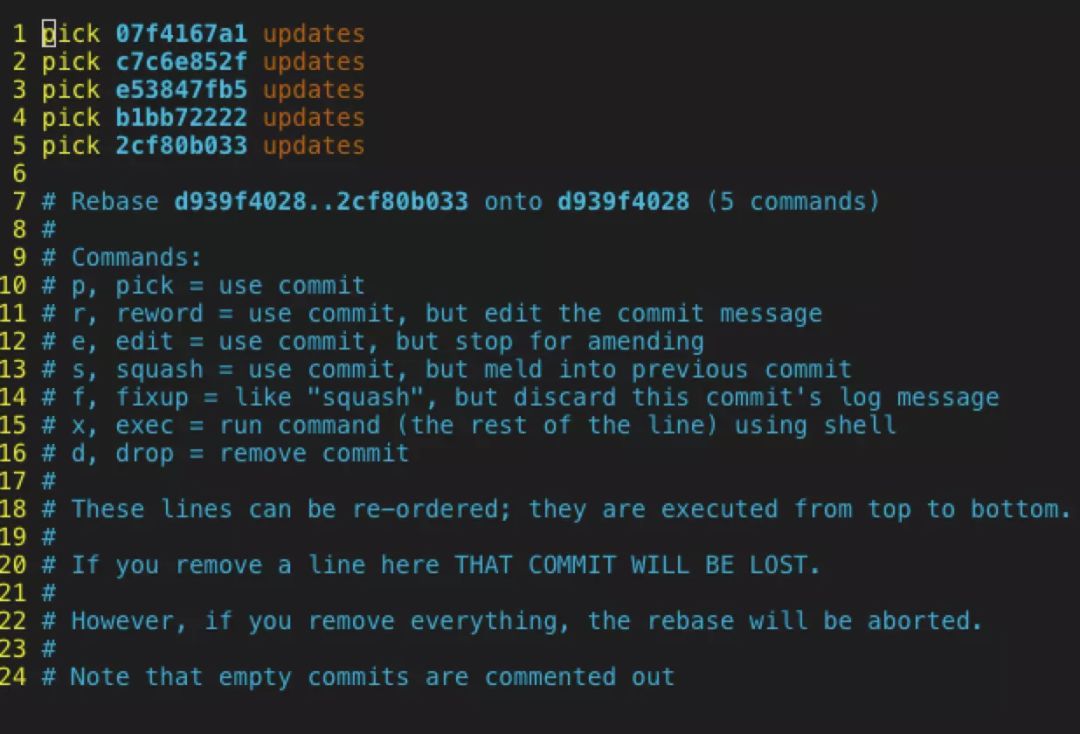 1 pick 07f4167a1 updates
2 pick c7c6e852f updates
3 pick e53847fb5 updates
4 pick b1bb72222 updates
5 pick 2cf80b033 updates
6
7 # Rebase d939f4028..2cf80b033 onto d939f4028 (5 commands)
8 #
9 # Commands:
10 # p, pick = use commit
11 # r, reword = use commit, but edit the commit message
12 # e, edit = use commit, but stop for amending
13 # s, squash = use commit, but meld into previous commit
14 # f, fixup = like "squash", but discard this commit's log message
15 # x, exec = run command (the rest of the line) using shell
16 # d, drop = remove commit
17 #
18 # These lines can be re-ordered; they are executed from top to bottom.
19 #
20 # If you remove a line here THAT COMMIT WILL BE LOST.
21 #
22 # However, if you remove everything, the rebase will be aborted.
23 #
24 # Note that empty commits are commented out